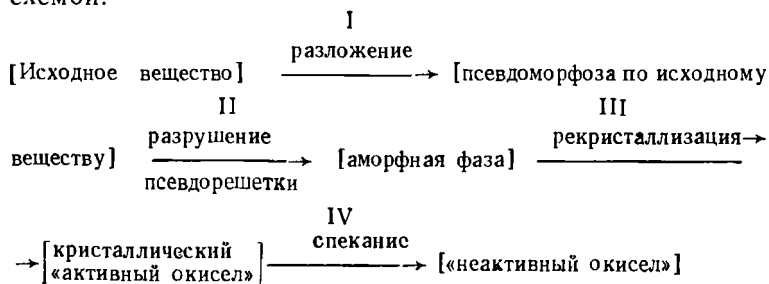 схемой:
I
разложение
[Исходное вещество] ⟶ [псевдоморфоза по исходному
II III
разрушение рекристаллизация→
веществу] ⟶ [аморфная фаза] ⟶
псевдорешетки
IV
кристаллический спекание
→[«активный окисел»] ⟶ [«неактивный окисел»]